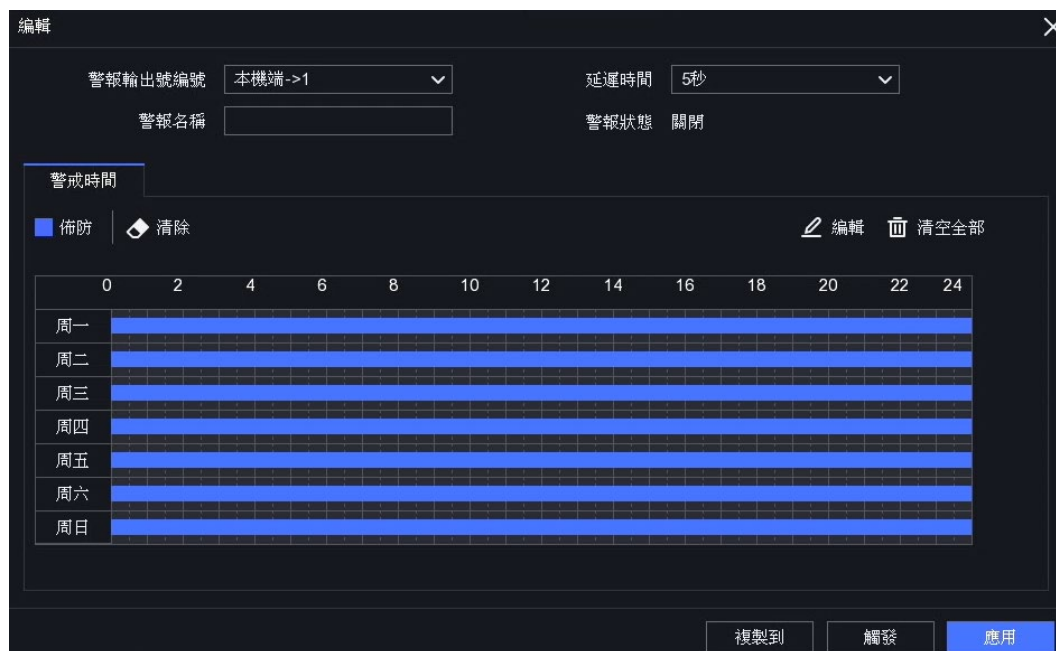 編輯
警報輸出號編號 本機端->1 延遲時間 5秒
警報名稱 警報狀態 關閉
警戒時間
佈防 清除 編輯 清空全部
0 2 4 6 8 10 12 14 16 18 20 22 24
周一
周二
周三
周四
周五
周六
周日
複製到 觸發 應用